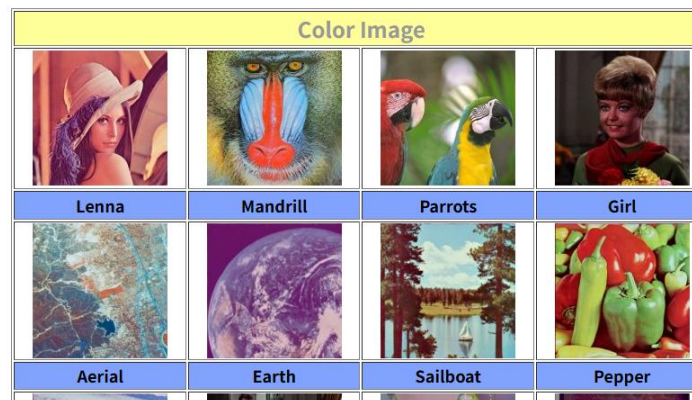 Color Image
Lenna Mandrill Parrots Girl
Aerial Earth Sailboat Pepper